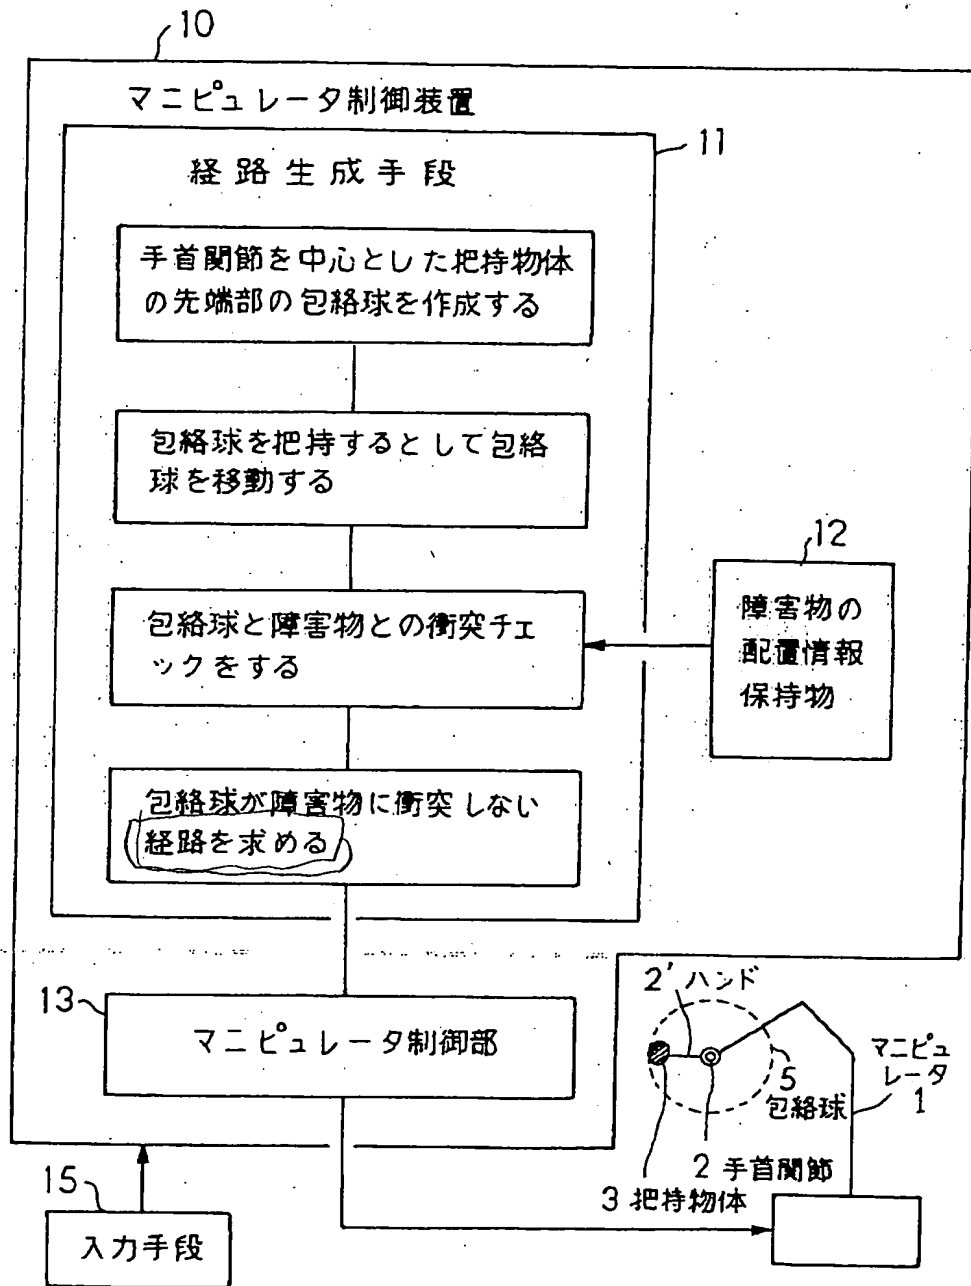 10
マニピュレータ制御装置
11
経路生成手段
手首関節を中心とした把持物体
の先端部の包絡球を作成する
包絡球を把持するとして包絡
球を移動する
12
包絡球と障害物との衝突チェ
ックをする
障害物の
配置情報
保持物
包絡球が障害物に衝突しない
経路を求める
13
マニピュレータ制御部
2' ハンド
5
包絡球
マニピュ
レータ
1
2 手首関節
3 把持物体
15
入力手段